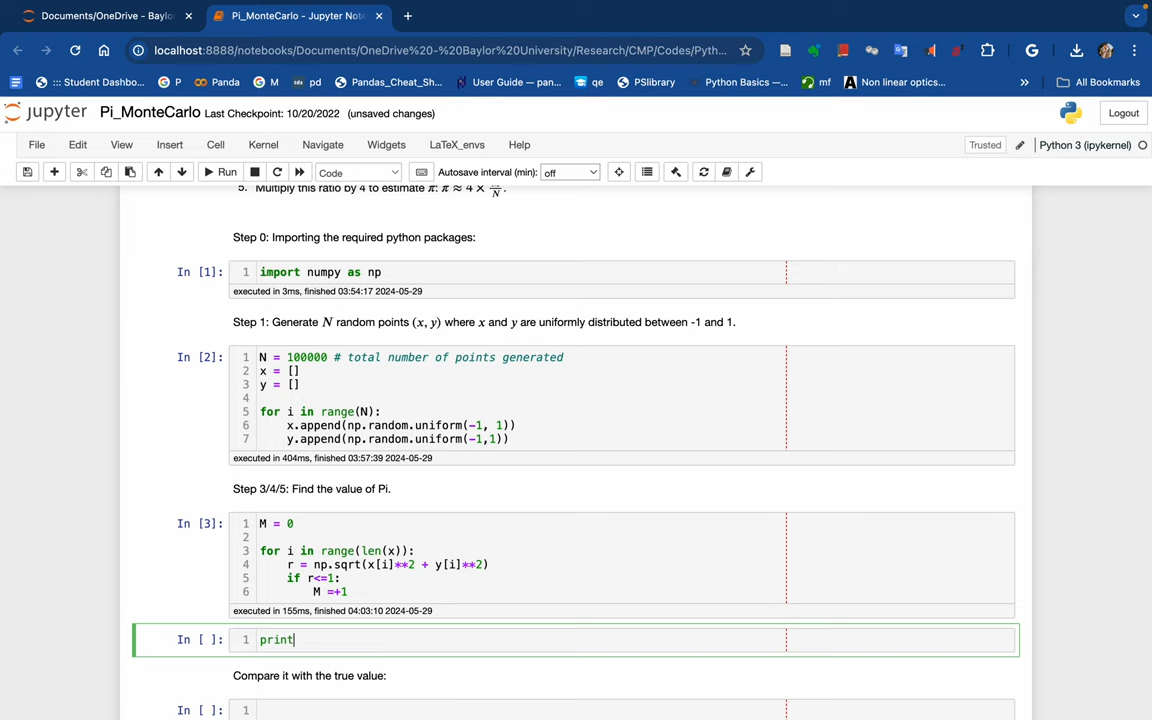 Documents/OneDrive - Baylo
Pi_MonteCarlo - Jupyter Note
localhost:8888/notebooks/Documents/OneDrive%20-%20Baylor%20University/Research/CMP/Codes/Pyth...
::: Student Dashbo...
G P
Panda
G M
tds pd
Pandas_Cheat_Sh...
User Guide — pan...
qe
PSlibrary
Python Basics —...
mf
Non linear optics...
»
All Bookmarks
jupyter Pi_MonteCarlo Last Checkpoint: 10/20/2022 (unsaved changes)
Logout
File Edit View Insert Cell Kernel Navigate Widgets LaTeX_envs Help
Trusted Python 3 (ipykernel)
Run Code Autosave interval (min): off
5. Multiply this ratio by 4 to estimate π: π ≈ 4 ×
N
Step 0: Importing the required python packages:
In [1]: 1 import numpy as np
executed in 3ms, finished 03:54:17 2024-05-29
Step 1: Generate N random points (x, y) where x and y are uniformly distributed between -1 and 1.
In [2]: 1 N = 100000 # total number of points generated
2 x = []
3 y = []
4
5 for i in range(N):
6 x.append(np.random.uniform(-1, 1))
7 y.append(np.random.uniform(-1,1))
executed in 404ms, finished 03:57:39 2024-05-29
Step 3/4/5: Find the value of Pi.
In [3]: 1 M = 0
2
3 for i in range(len(x)):
4 r = np.sqrt(x[i]**2 + y[i]**2)
5 if r<=1:
6 M =+1
executed in 155ms, finished 04:03:10 2024-05-29
In [ ]: 1 print
Compare it with the true value:
In [ ]: 1